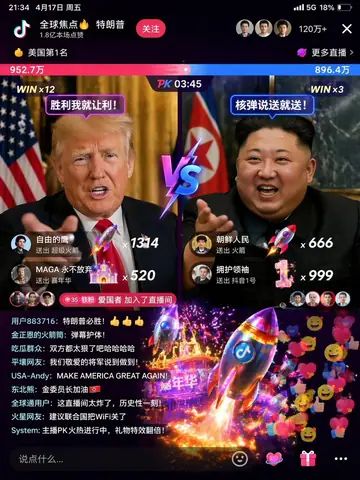 21:34 4月17日 周五
5G 89%
全球焦点🔥 特朗普
1.8亿本场点赞
关注
120万+
美国第1名
更多直播 >
952.7万
896.4万
WIN ×12
PK 03:45
WIN ×3
胜利我就让利！
核弹说送就送！
VS
自由的鹰
送出 超级火箭
x 1314
朝鲜人民
送出 火箭
x 666
MAGA 永不放弃
送出 嘉年华
x 520
拥护领袖
送出 抖音1号
x 999
35 爱国者 加入了直播间
用户883716：特朗普必胜！👍👍👍
金正恩的火箭筒：弹幕护体！
吃瓜群众：双方都太狠了吧哈哈哈哈
平壤网友：我们敬爱的将军说到做到！
USA-Andy：MAKE AMERICA GREAT AGAIN!
东北熊：金委员长加油🇰🇵
全球通用户：这直播间太炸了，历史性一刻！
火星网友：建议联合国把WiFi关了
System: 主播PK火热进行中，礼物特效翻倍！
嘉年华
说点什么...